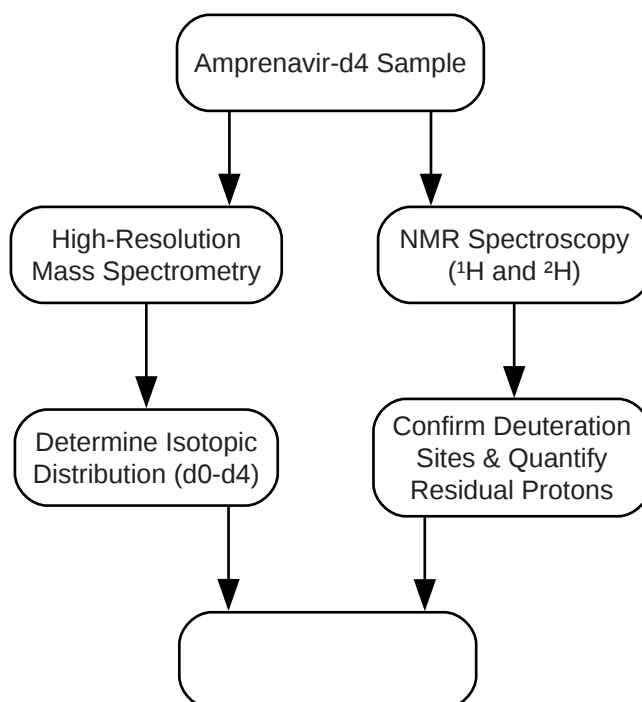 Amprenavir-d4 Sample
High-Resolution
Mass Spectrometry
NMR Spectroscopy
(¹H and ²H)
Determine Isotopic
Distribution (d0-d4)
Confirm Deuteration
Sites & Quantify
Residual Protons